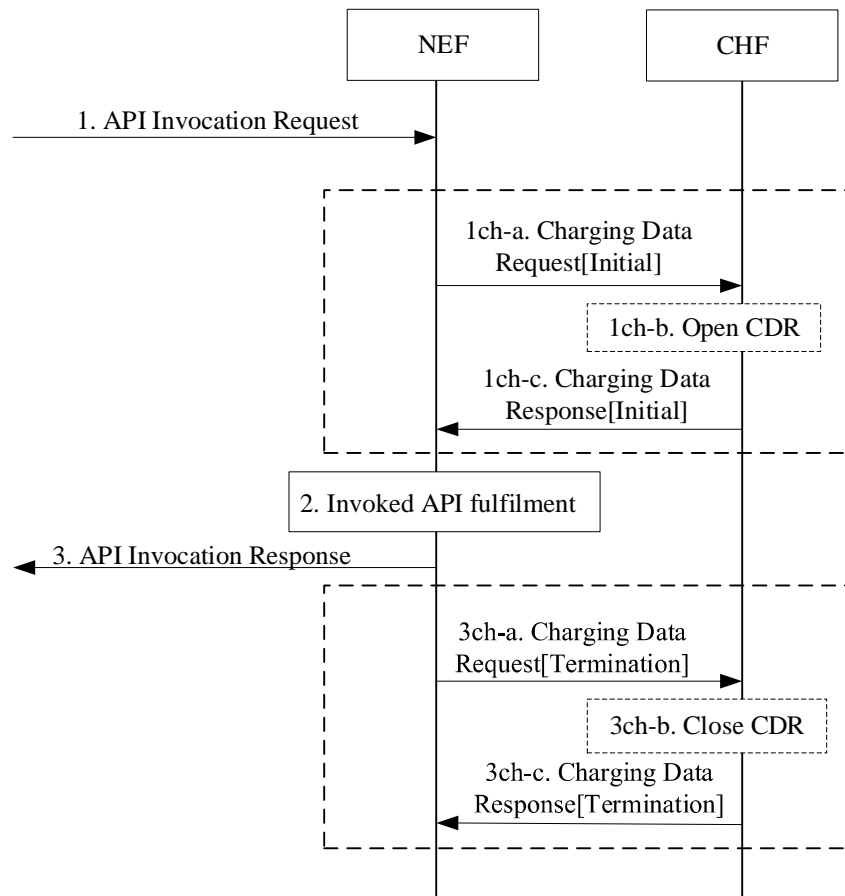 NEF
CHF
1. API Invocation Request
1ch-a. Charging Data
Request[Initial]
1ch-b. Open CDR
1ch-c. Charging Data
Response[Initial]
2. Invoked API fulfilment
3. API Invocation Response
3ch-a. Charging Data
Request[Termination]
3ch-b. Close CDR
3ch-c. Charging Data
Response[Termination]